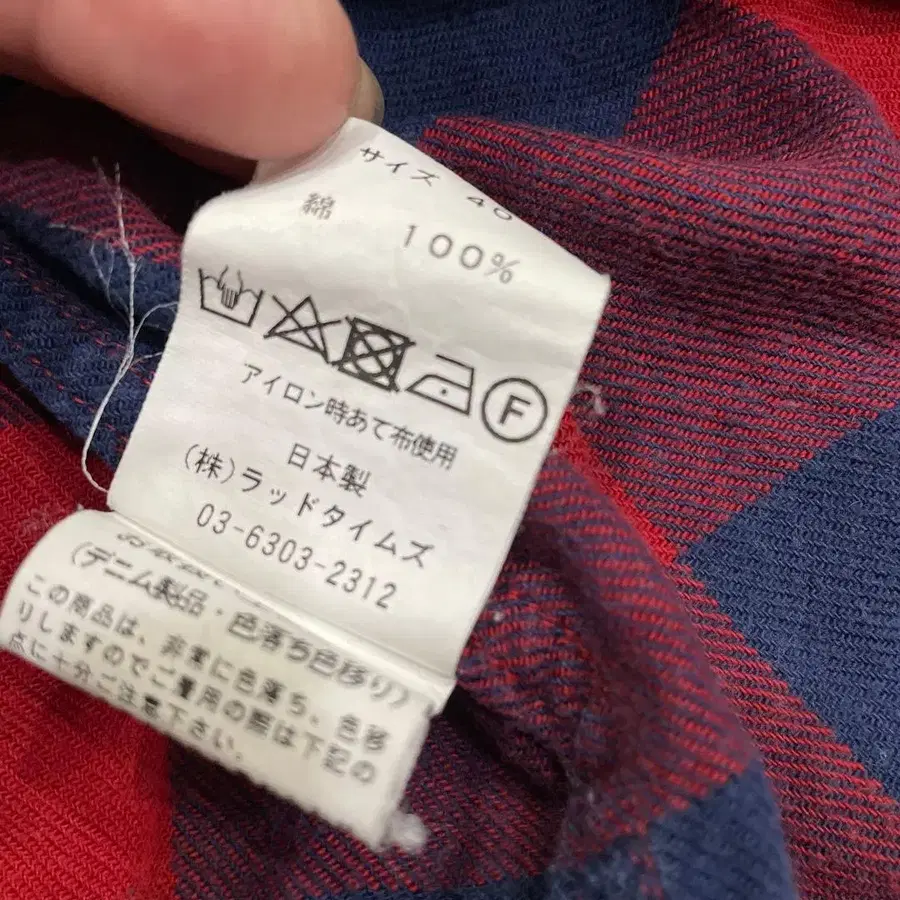 サイズ 40
綿 100%
F
アイロン時あて布使用
日本製
(株)ラッドタイムズ
03-6303-2312
(デニム製品・色落ち色移り)
この商品は、非常に色落ち、色移
りしますのでご着用の際は下記の
点に十分ご注意下さい。